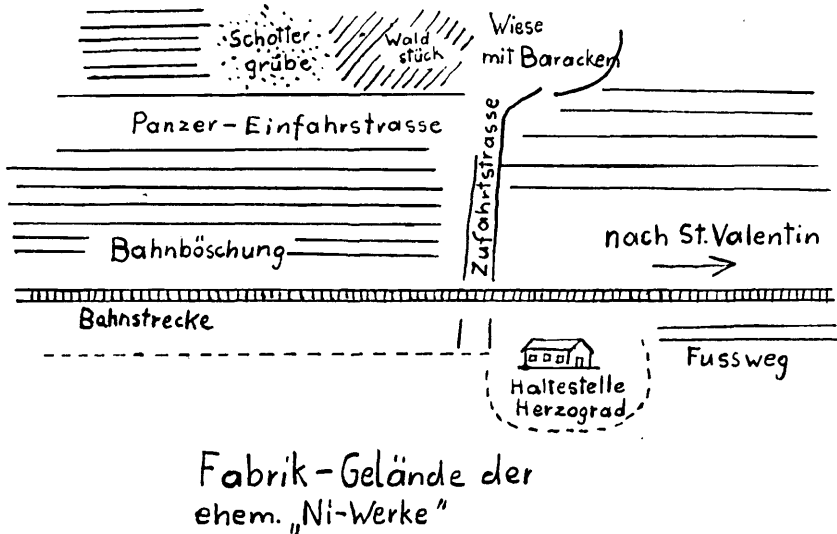 Schotter
grube
Wald
stück
Wiese
mit Baracken
Panzer-Einfahrstrasse
Zufahrtstrasse
Bahnböschung
nach St. Valentin
Bahnstrecke
Fussweg
Haltestelle
Herzograd
Fabrik-Gelände der
ehem. „Ni-Werke"